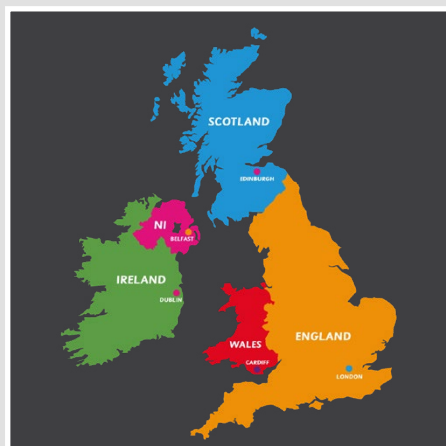 SCOTLAND
EDINBURGH
NI
BELFAST
IRELAND
DUBLIN
WALES
CARDIFF
ENGLAND
LONDON